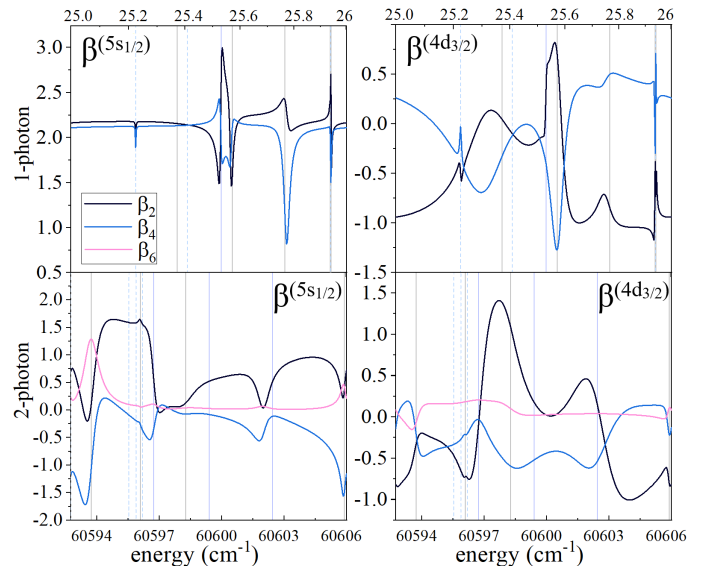 25.0 25.2 25.4 25.6 25.8 26 25.0 25.2 25.4 25.6 25.8 26
β(5s1/2)
β(4d3/2)
1-photon
3.0
2.5
2.0
1.5
1.0
0.5
β2
β4
β6
0.5
0.0
-0.5
-1.0
-1.5
β(5s1/2)
β(4d3/2)
2-photon
2.0
1.5
1.0
0.5
0.0
-0.5
-1.0
-1.5
-2.0
1.5
1.0
0.5
0.0
-0.5
-1.0
60594 60597 60600 60603 60606 60594 60597 60600 60603 60606
energy (cm-1) energy (cm-1)